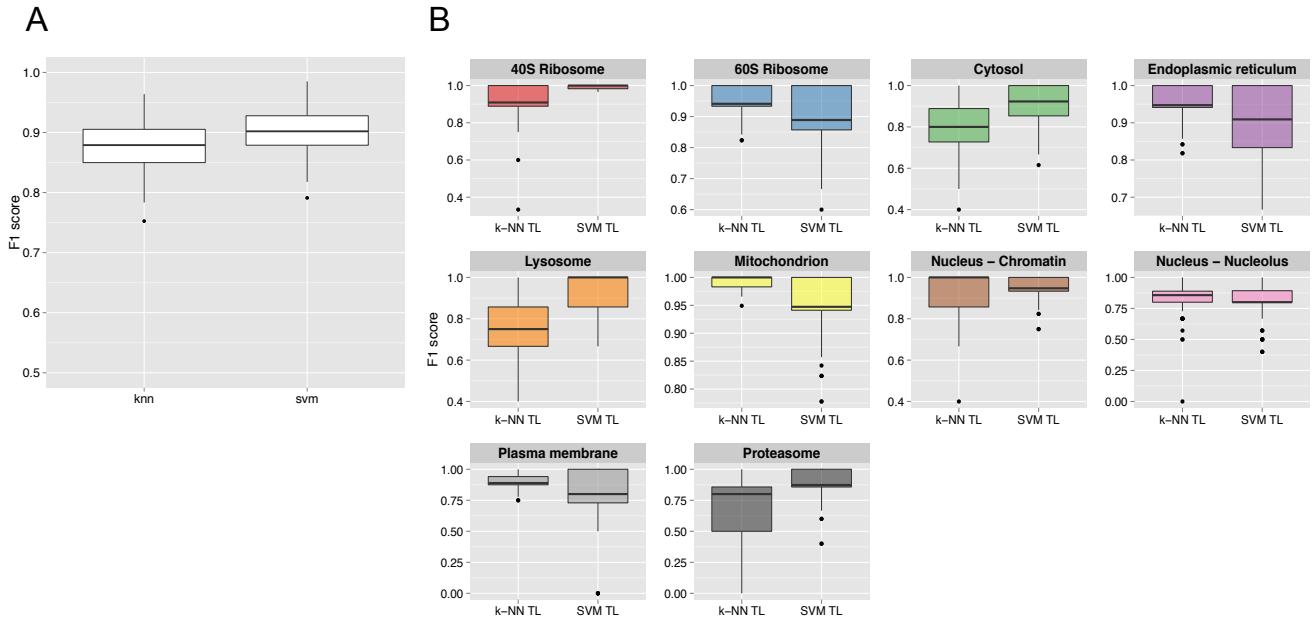 A
B
F1 score
1.0
0.9
0.8
0.7
0.6
0.5
knn
svm
F1 score
40S Ribosome
1.0
0.8
0.6
0.4
k−NN TL
SVM TL
60S Ribosome
1.0
0.9
0.8
0.7
0.6
k−NN TL
SVM TL
Cytosol
1.0
0.8
0.6
0.4
k−NN TL
SVM TL
Endoplasmic reticulum
1.0
0.9
0.8
0.7
k−NN TL
SVM TL
Lysosome
1.0
0.8
0.6
0.4
k−NN TL
SVM TL
Mitochondrion
1.00
0.95
0.90
0.85
0.80
k−NN TL
SVM TL
Nucleus − Chromatin
1.0
0.8
0.6
0.4
k−NN TL
SVM TL
Nucleus − Nucleolus
1.00
0.75
0.50
0.25
0.00
k−NN TL
SVM TL
Plasma membrane
1.00
0.75
0.50
0.25
0.00
k−NN TL
SVM TL
Proteasome
1.00
0.75
0.50
0.25
0.00
k−NN TL
SVM TL